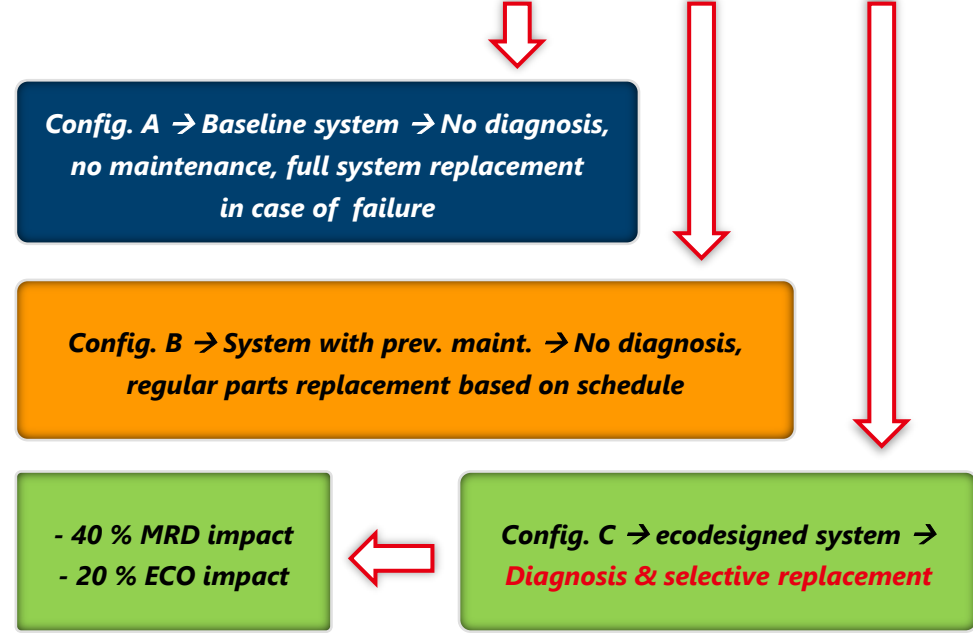 Config. A → Baseline system → No diagnosis,
no maintenance, full system replacement
in case of failure
Config. B → System with prev. maint. → No diagnosis,
regular parts replacement based on schedule
- 40 % MRD impact
- 20 % ECO impact
Config. C → ecodesigned system →
Diagnosis & selective replacement